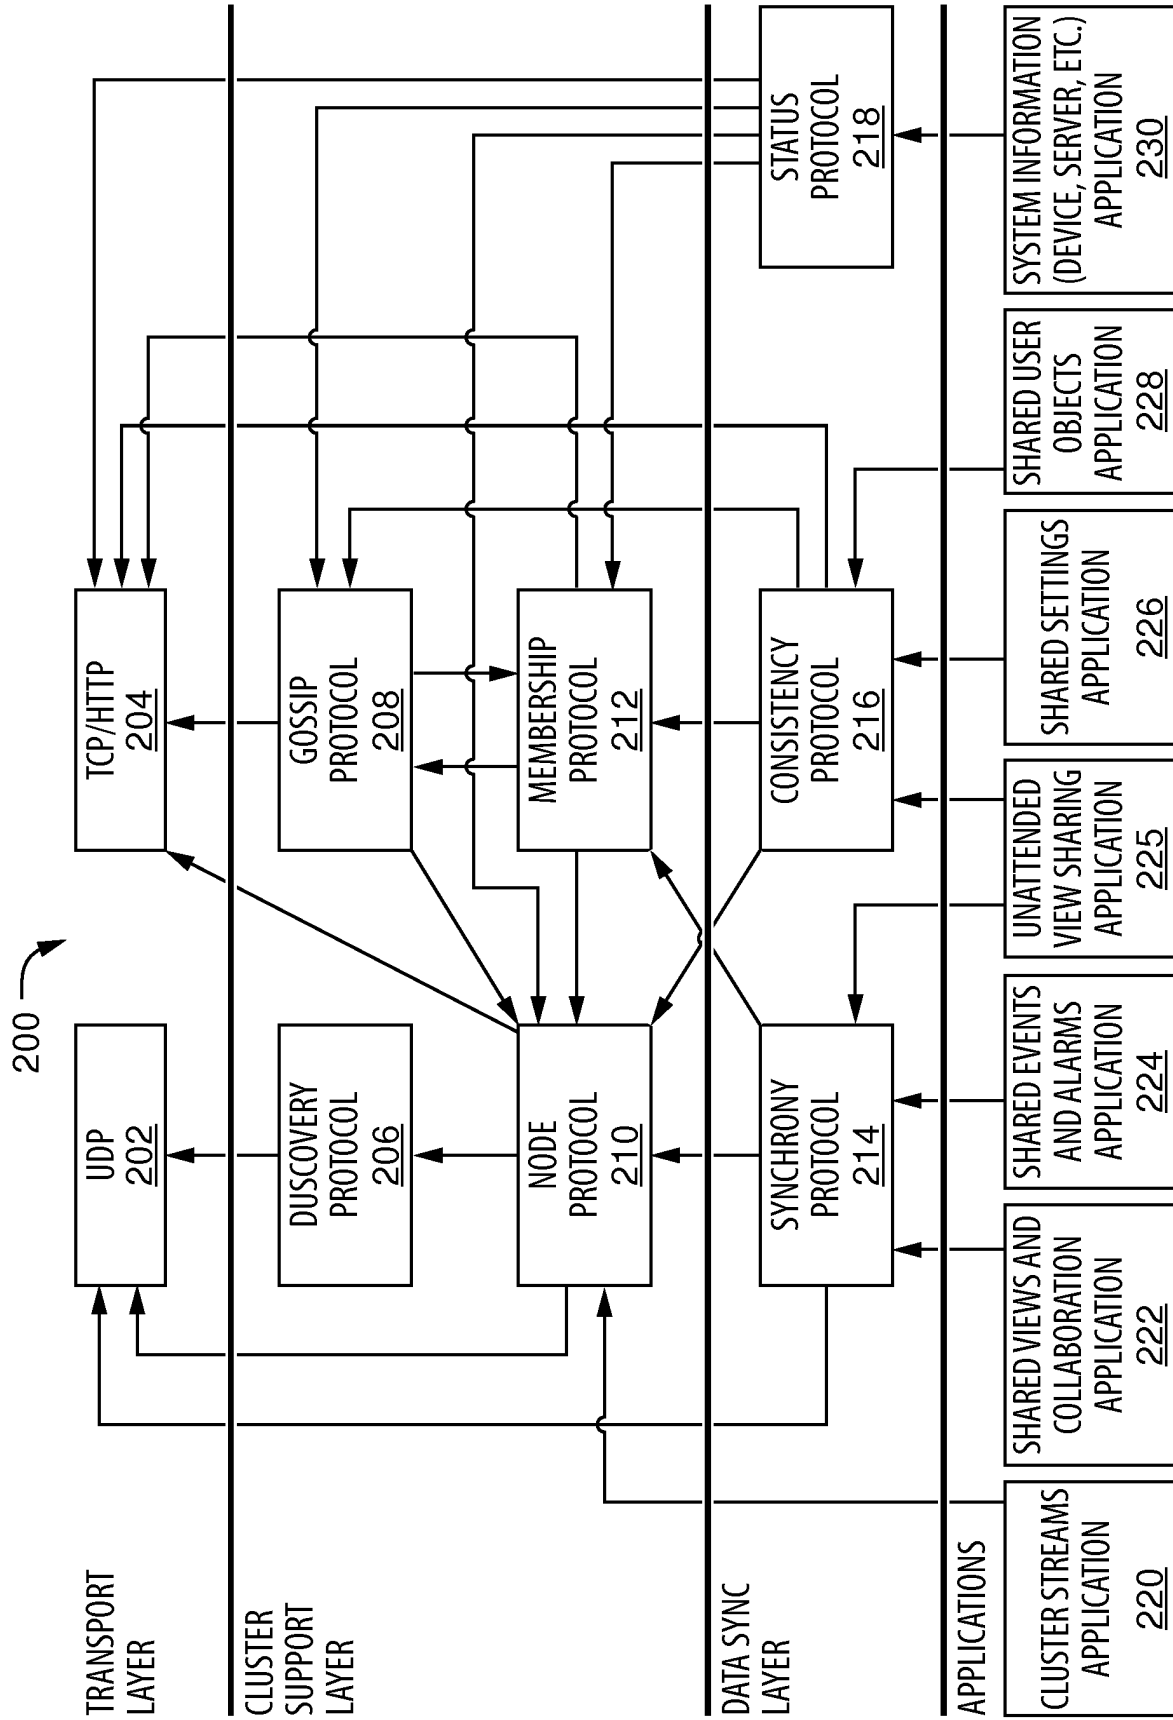 200
TRANSPORT
LAYER
UDP
202
TCP/HTTP
204
CLUSTER
SUPPORT
LAYER
DUSCOVERY
PROTOCOL
206
GOSSIP
PROTOCOL
208
NODE
PROTOCOL
210
MEMBERSHIP
PROTOCOL
212
DATA SYNC
LAYER
SYNCHRONY
PROTOCOL
214
CONSISTENCY
PROTOCOL
216
STATUS
PROTOCOL
218
APPLICATIONS
CLUSTER STREAMS
APPLICATION
220
SHARED VIEWS AND
COLLABORATION
APPLICATION
222
SHARED EVENTS
AND ALARMS
APPLICATION
224
UNATTENDED
VIEW SHARING
APPLICATION
225
SHARED SETTINGS
APPLICATION
226
SHARED USER
OBJECTS
APPLICATION
228
SYSTEM INFORMATION
(DEVICE, SERVER, ETC.)
APPLICATION
230